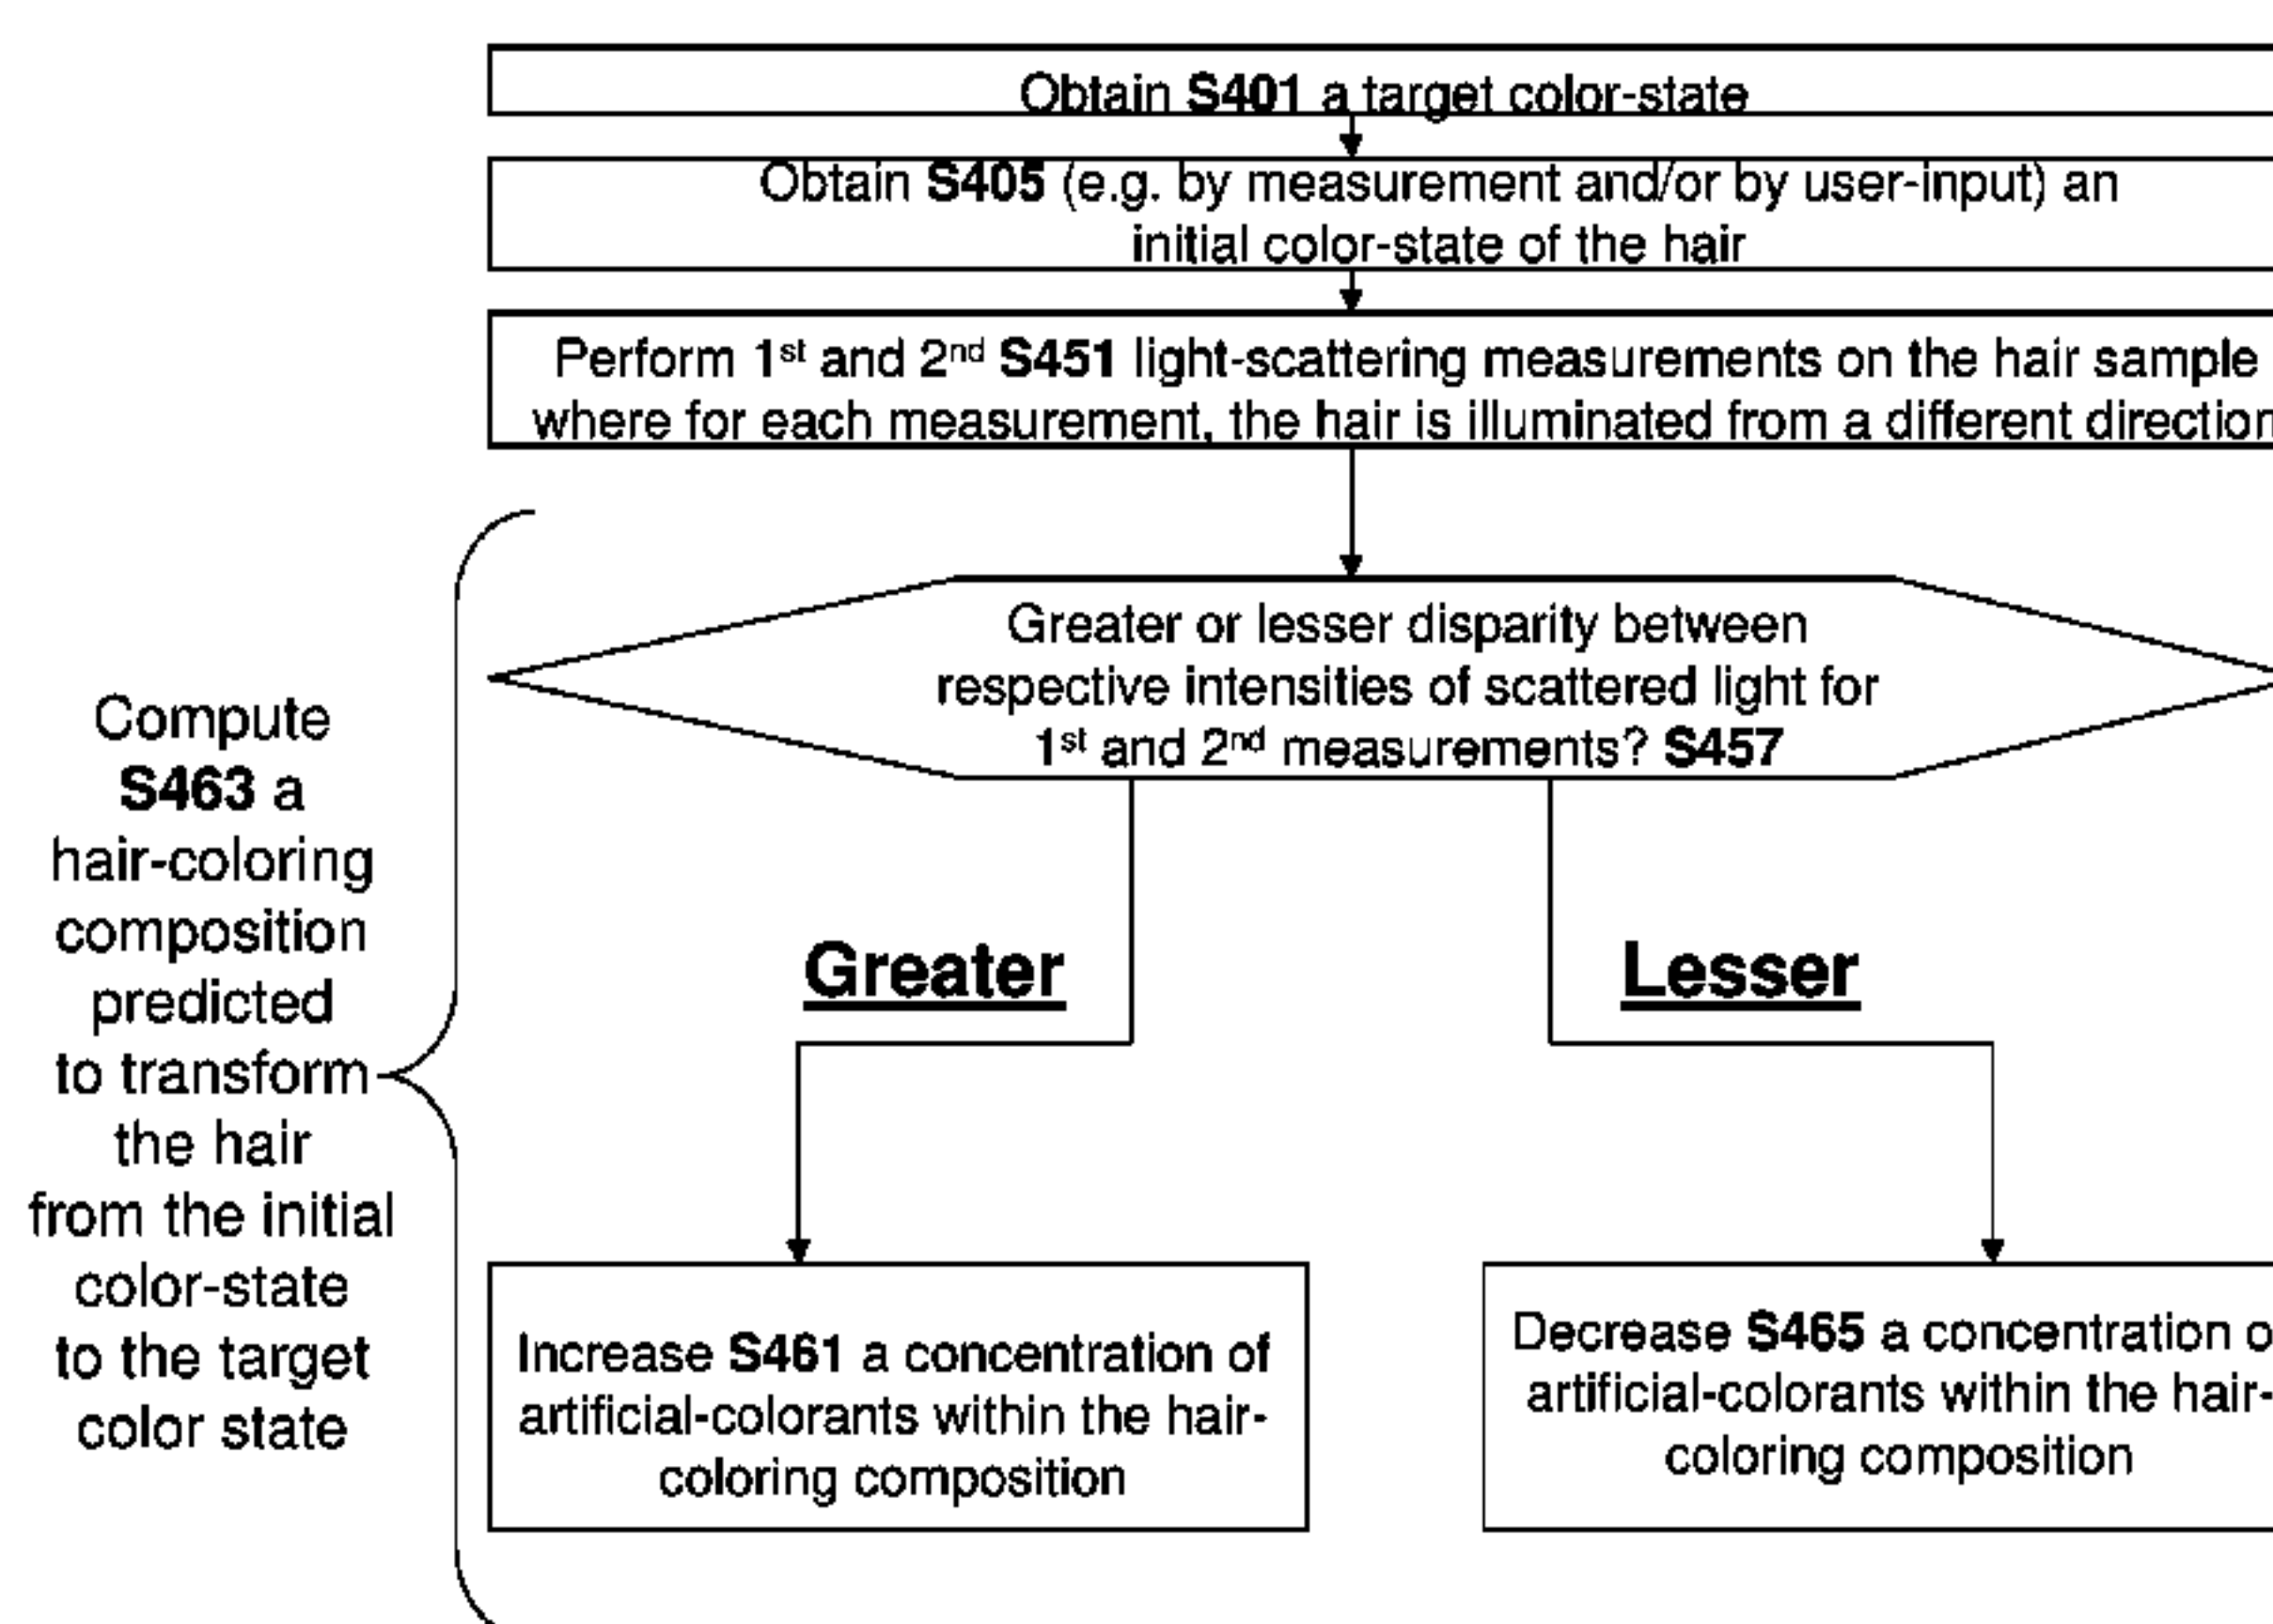 Obtain S401 a target color-state
Obtain S405 (e.g. by measurement and/or by user-input) an
initial color-state of the hair
Perform 1st and 2nd S451 light-scattering measurements on the hair sample
where for each measurement, the hair is illuminated from a different direction
Greater or lesser disparity between
respective intensities of scattered light for
1st and 2nd measurements? S457
Compute
S463 a
hair-coloring
composition
predicted
to transform
the hair
from the initial
color-state
to the target
color state
Greater
Lesser
Increase S461 a concentration of
artificial-colorants within the hair-
coloring composition
Decrease S465 a concentration o
artificial-colorants within the hair-
coloring composition